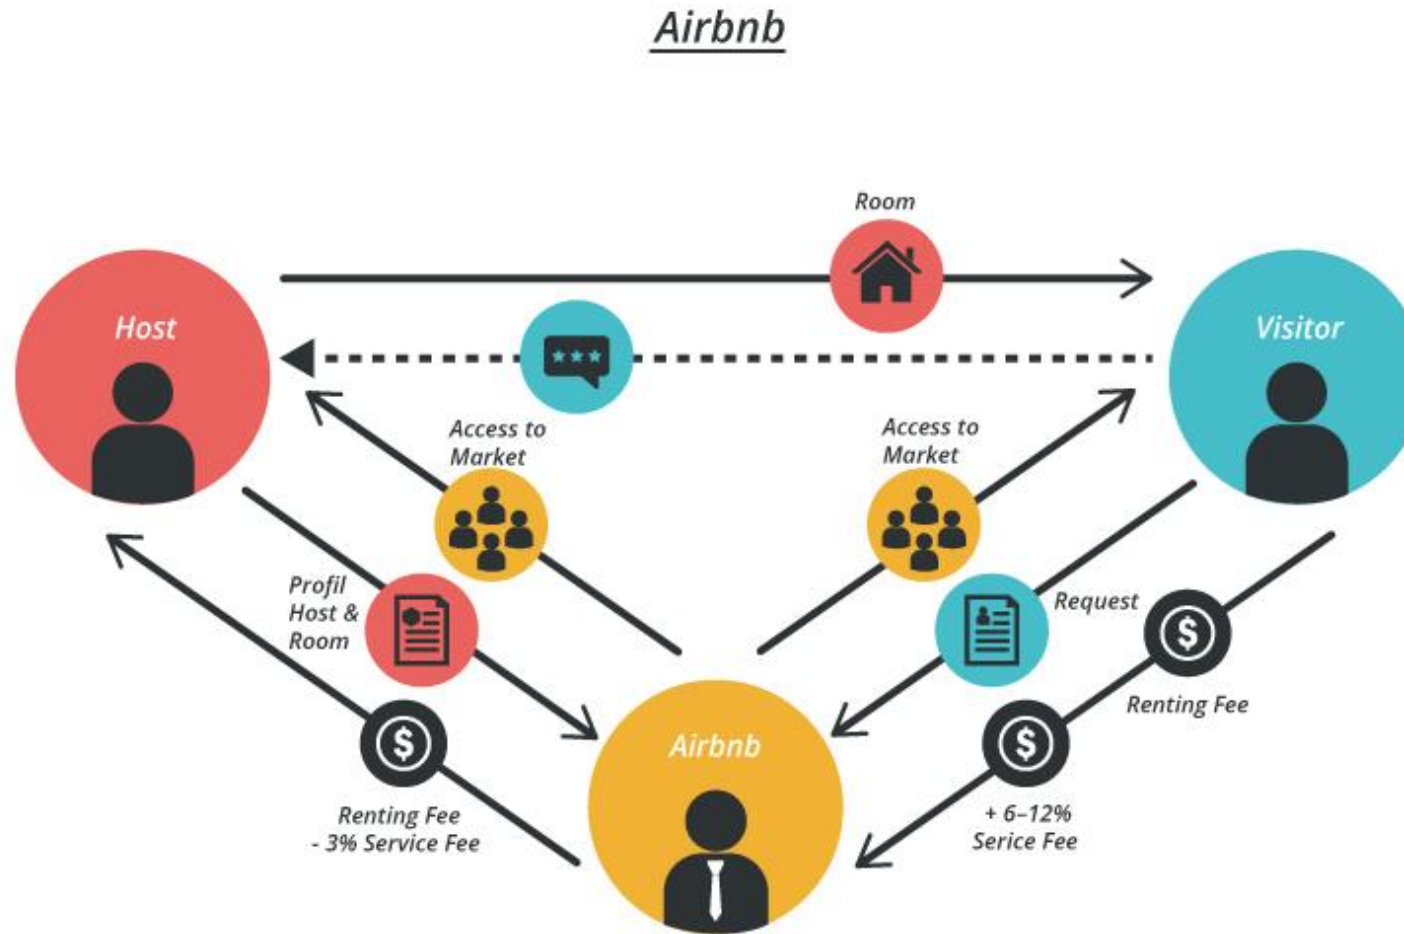 Airbnb
Room
Host
Visitor
Access to
Market
Access to
Market
Profil
Host &
Room
Request
$
Renting Fee
$
$
Airbnb
Renting Fee
- 3% Service Fee
+ 6–12%
Serice Fee